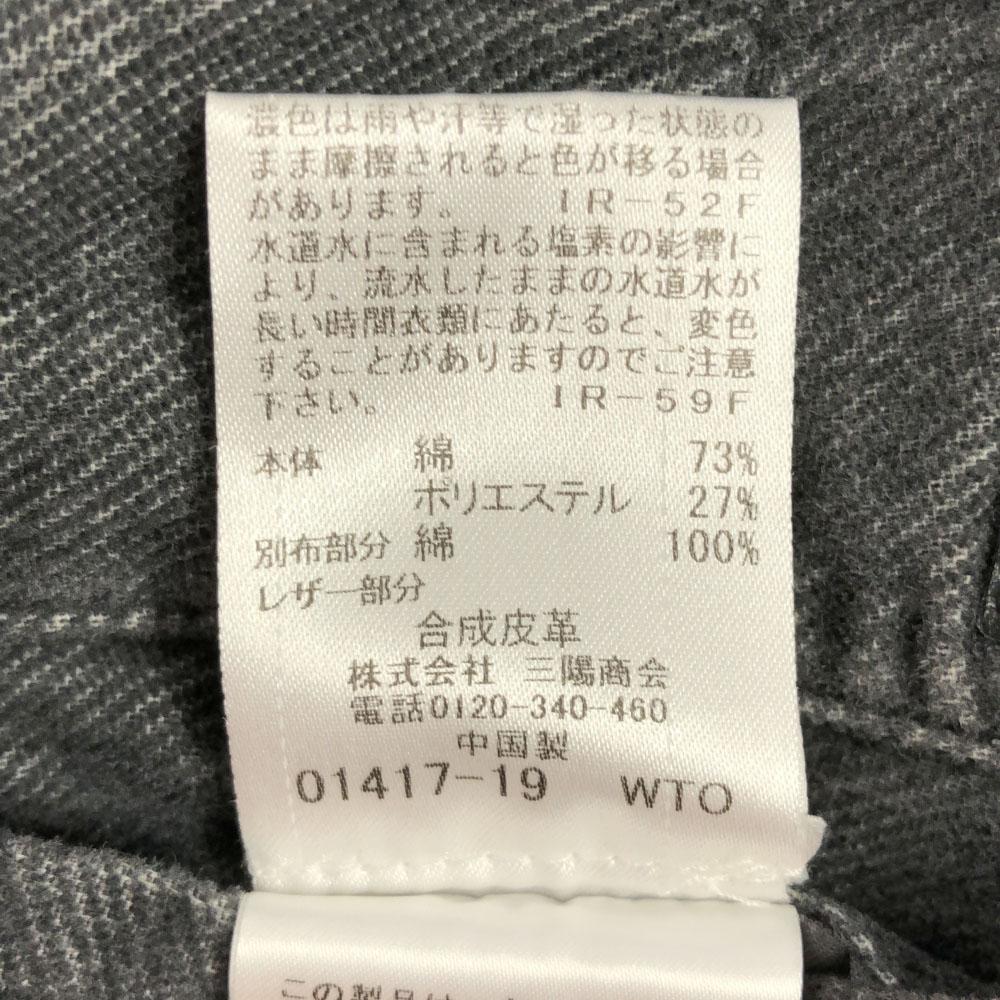 濃色は雨や汗等で湿った状態の
まま摩擦されると色が移る場合
があります。　ＩＲ－５２Ｆ
水道水に含まれる塩素の影響に
より、流水したままの水道水が
長い時間衣類にあたると、変色
することがありますのでご注意
下さい。　ＩＲ－５９Ｆ
本体 綿 73%
ポリエステル 27%
別布部分 綿 100%
レザー部分
合成皮革
株式会社 三陽商会
電話0120-340-460
中国製
01417-19 WTO
この製品は